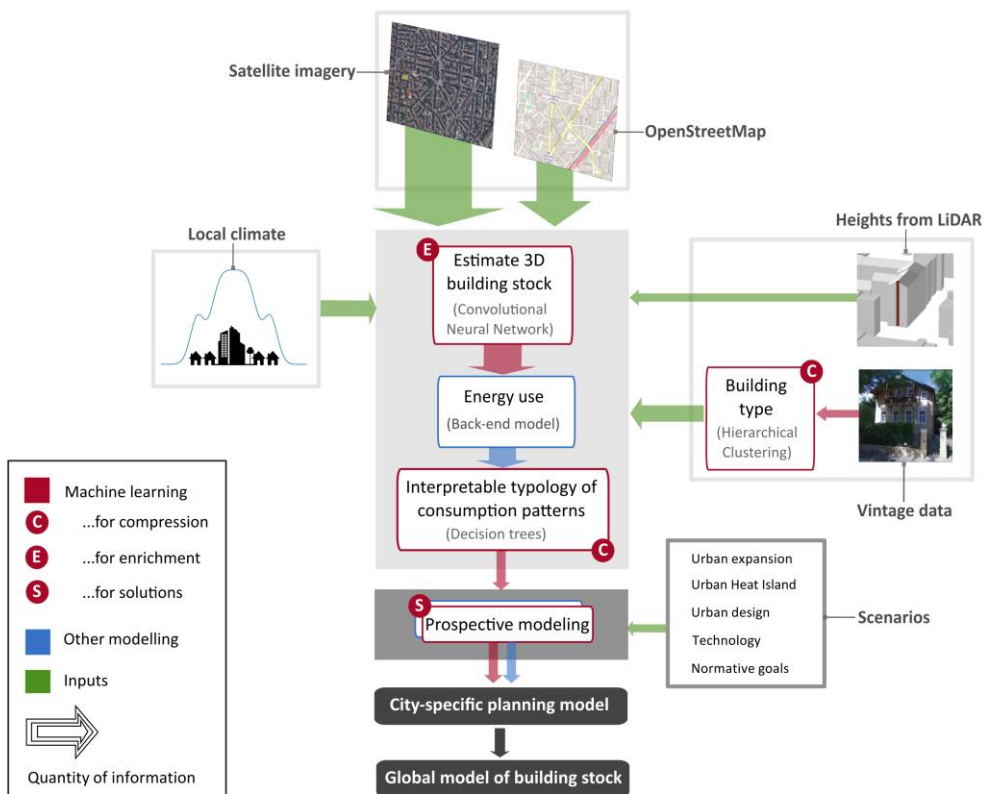 Satellite imagery
OpenStreetMap
Local climate
Heights from LiDAR
E
Estimate 3D
building stock
(Convolutional
Neural Network)
C
Building
type
(Hierarchical
Clustering)
Energy use
(Back-end model)
Vintage data
Interpretable typology of
consumption patterns
(Decision trees)
C
Machine learning
C
...for compression
E
...for enrichment
S
...for solutions
Other modelling
Inputs
Quantity of information
S
Prospective modeling
Urban expansion
Urban Heat Island
Urban design
Technology
Normative goals
Scenarios
City-specific planning model
Global model of building stock